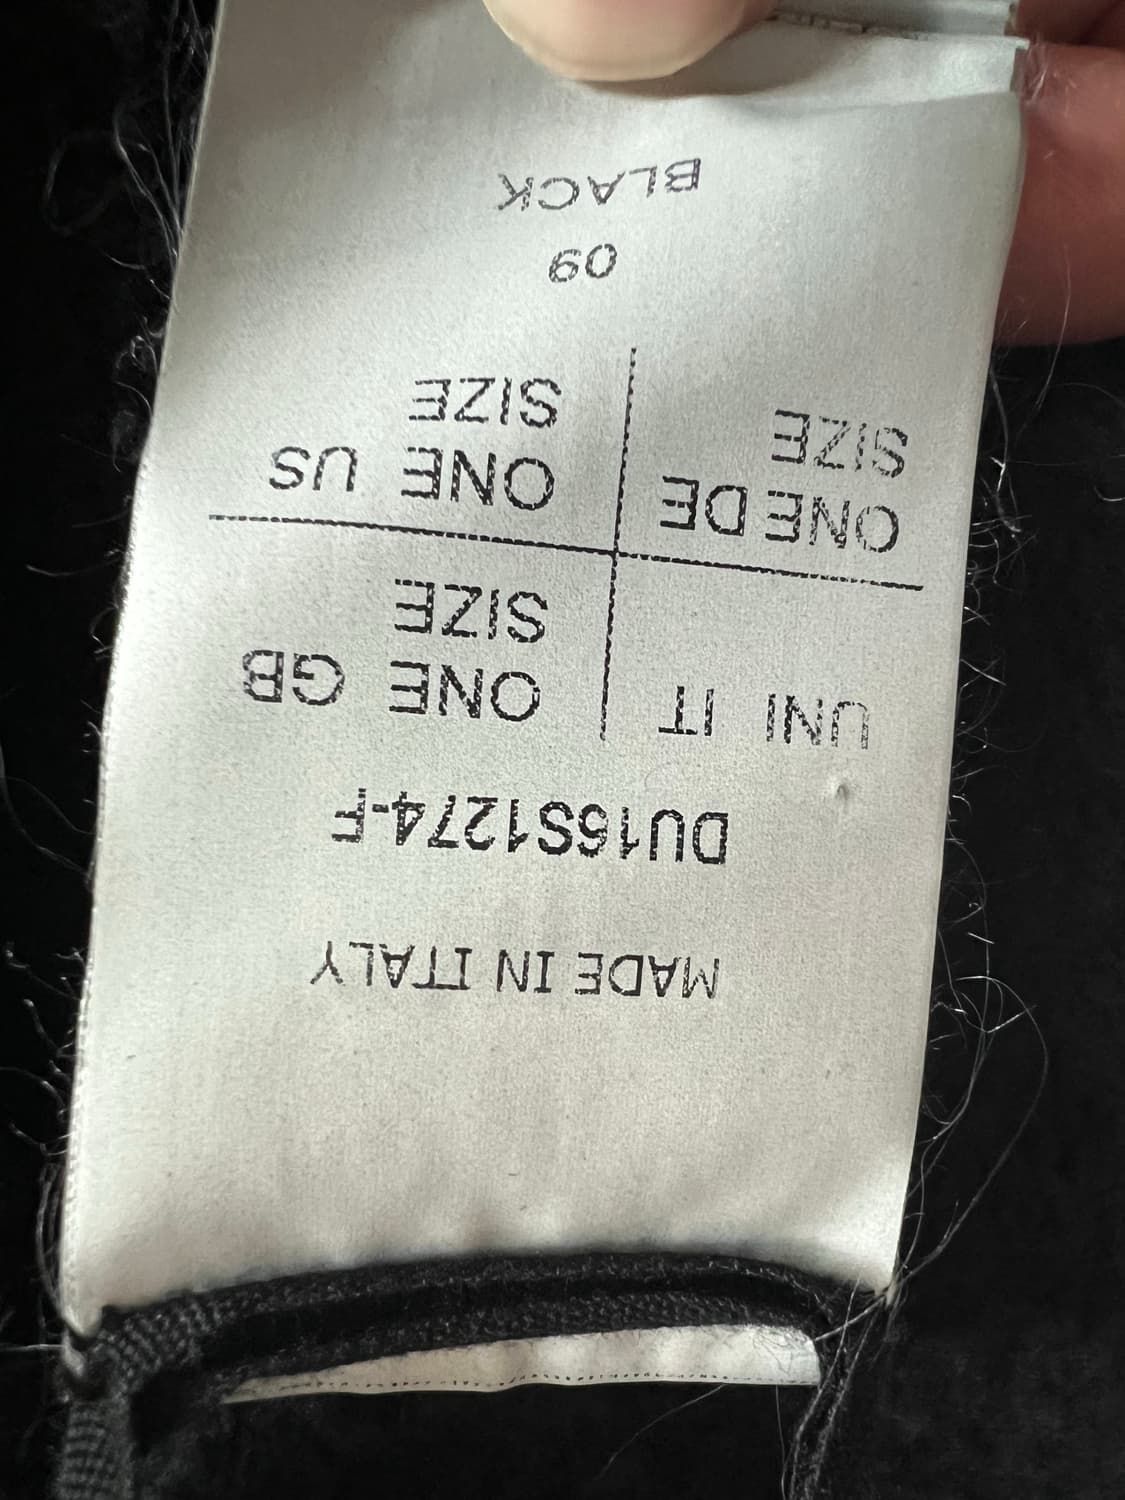 MADE IN ITALY
DU16S1274-F
UNI IT ONE SIZE GB
ONE SIZE DE ONE SIZE US
09
BLACK